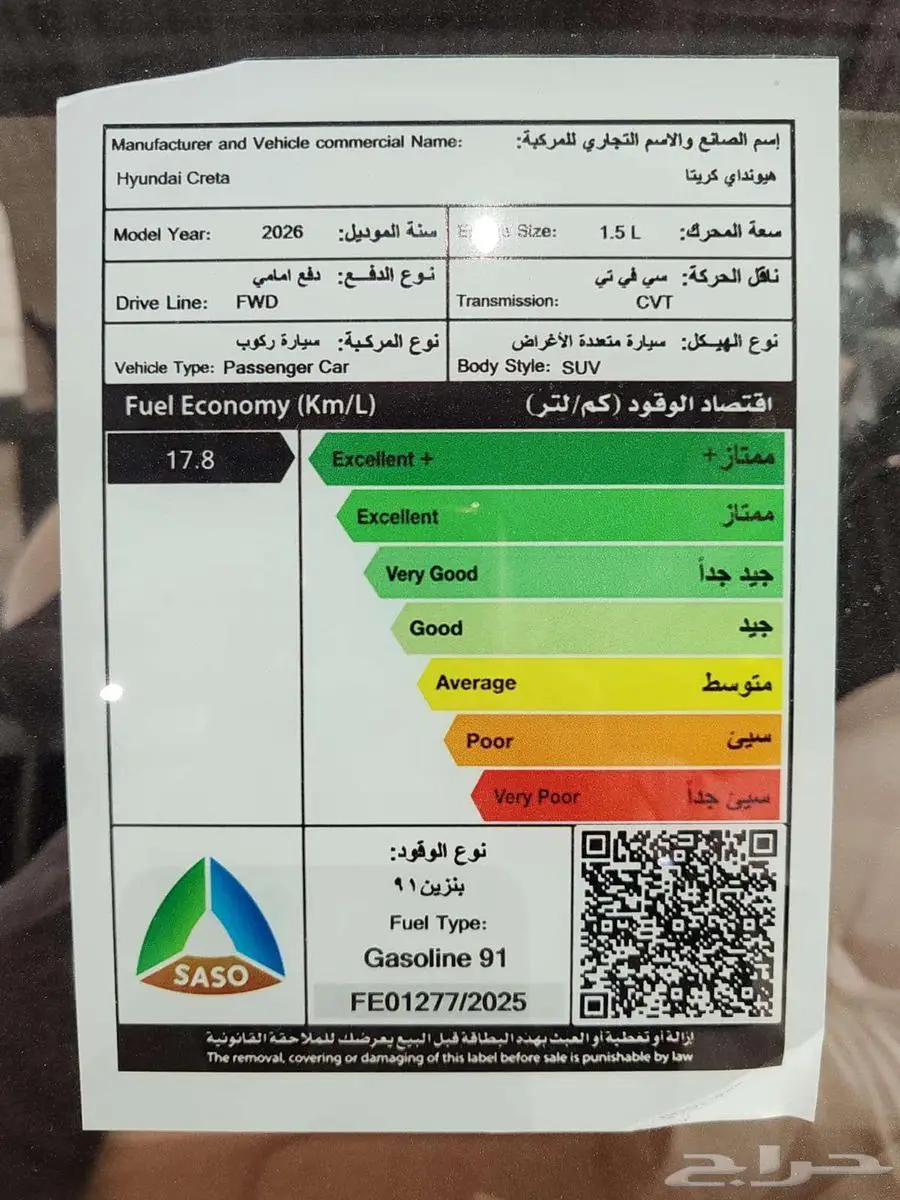 Manufacturer and Vehicle commercial Name: إسم الصانع والاسم التجاري للمركبة:
Hyundai Creta هيونداي كريتا
Model Year: 2026 سنة الموديل:
Size: 1.5 L سعة المحرك:
نوع الدفع: دفع امامي
Drive Line: FWD
ناقل الحركة: سي في تي
Transmission: CVT
نوع المركبة: سيارة ركوب
Vehicle Type: Passenger Car
نوع الهيكل: سيارة متعددة الأغراض
Body Style: SUV
Fuel Economy (Km/L) اقتصاد الوقود (كم/لتر)
17.8
Excellent + ممتاز+
Excellent ممتاز
Very Good جيد جداً
Good جيد
Average متوسط
Poor سيئ
Very Poor سيئ جداً
SASO
نوع الوقود:
بنزين ٩١
Fuel Type:
Gasoline 91
FE01277/2025
إزالة أو تغطية أو العبث بهذه البطاقة قبل البيع يعرضك للملاحقة القانونية
The removal, covering or damaging of this label before sale is punishable by law
حراج